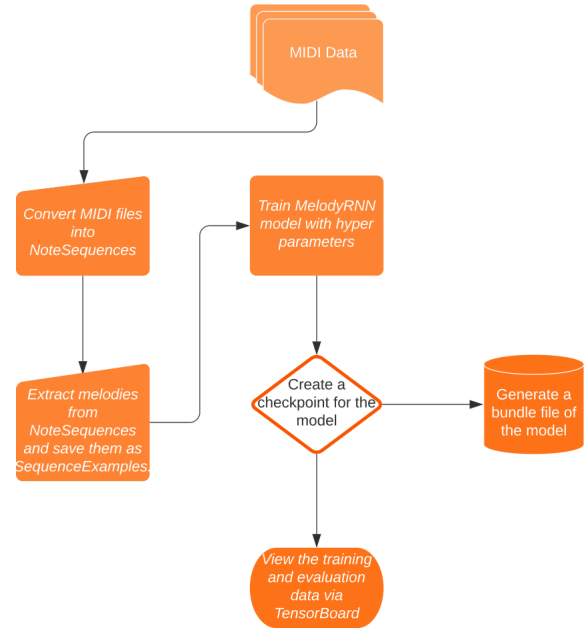 MIDI Data
Convert MIDI files
into
NoteSequences
Train MelodyRNN
model with hyper
parameters
Extract melodies
from
NoteSequences
and save them as
SequenceExamples.
Create a
checkpoint for the
model
Generate a
bundle file of
the model
View the training
and evaluation
data via
TensorBoard